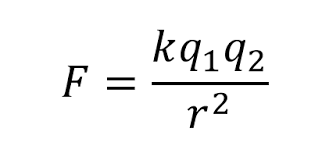 F = kq₁q₂ / r²